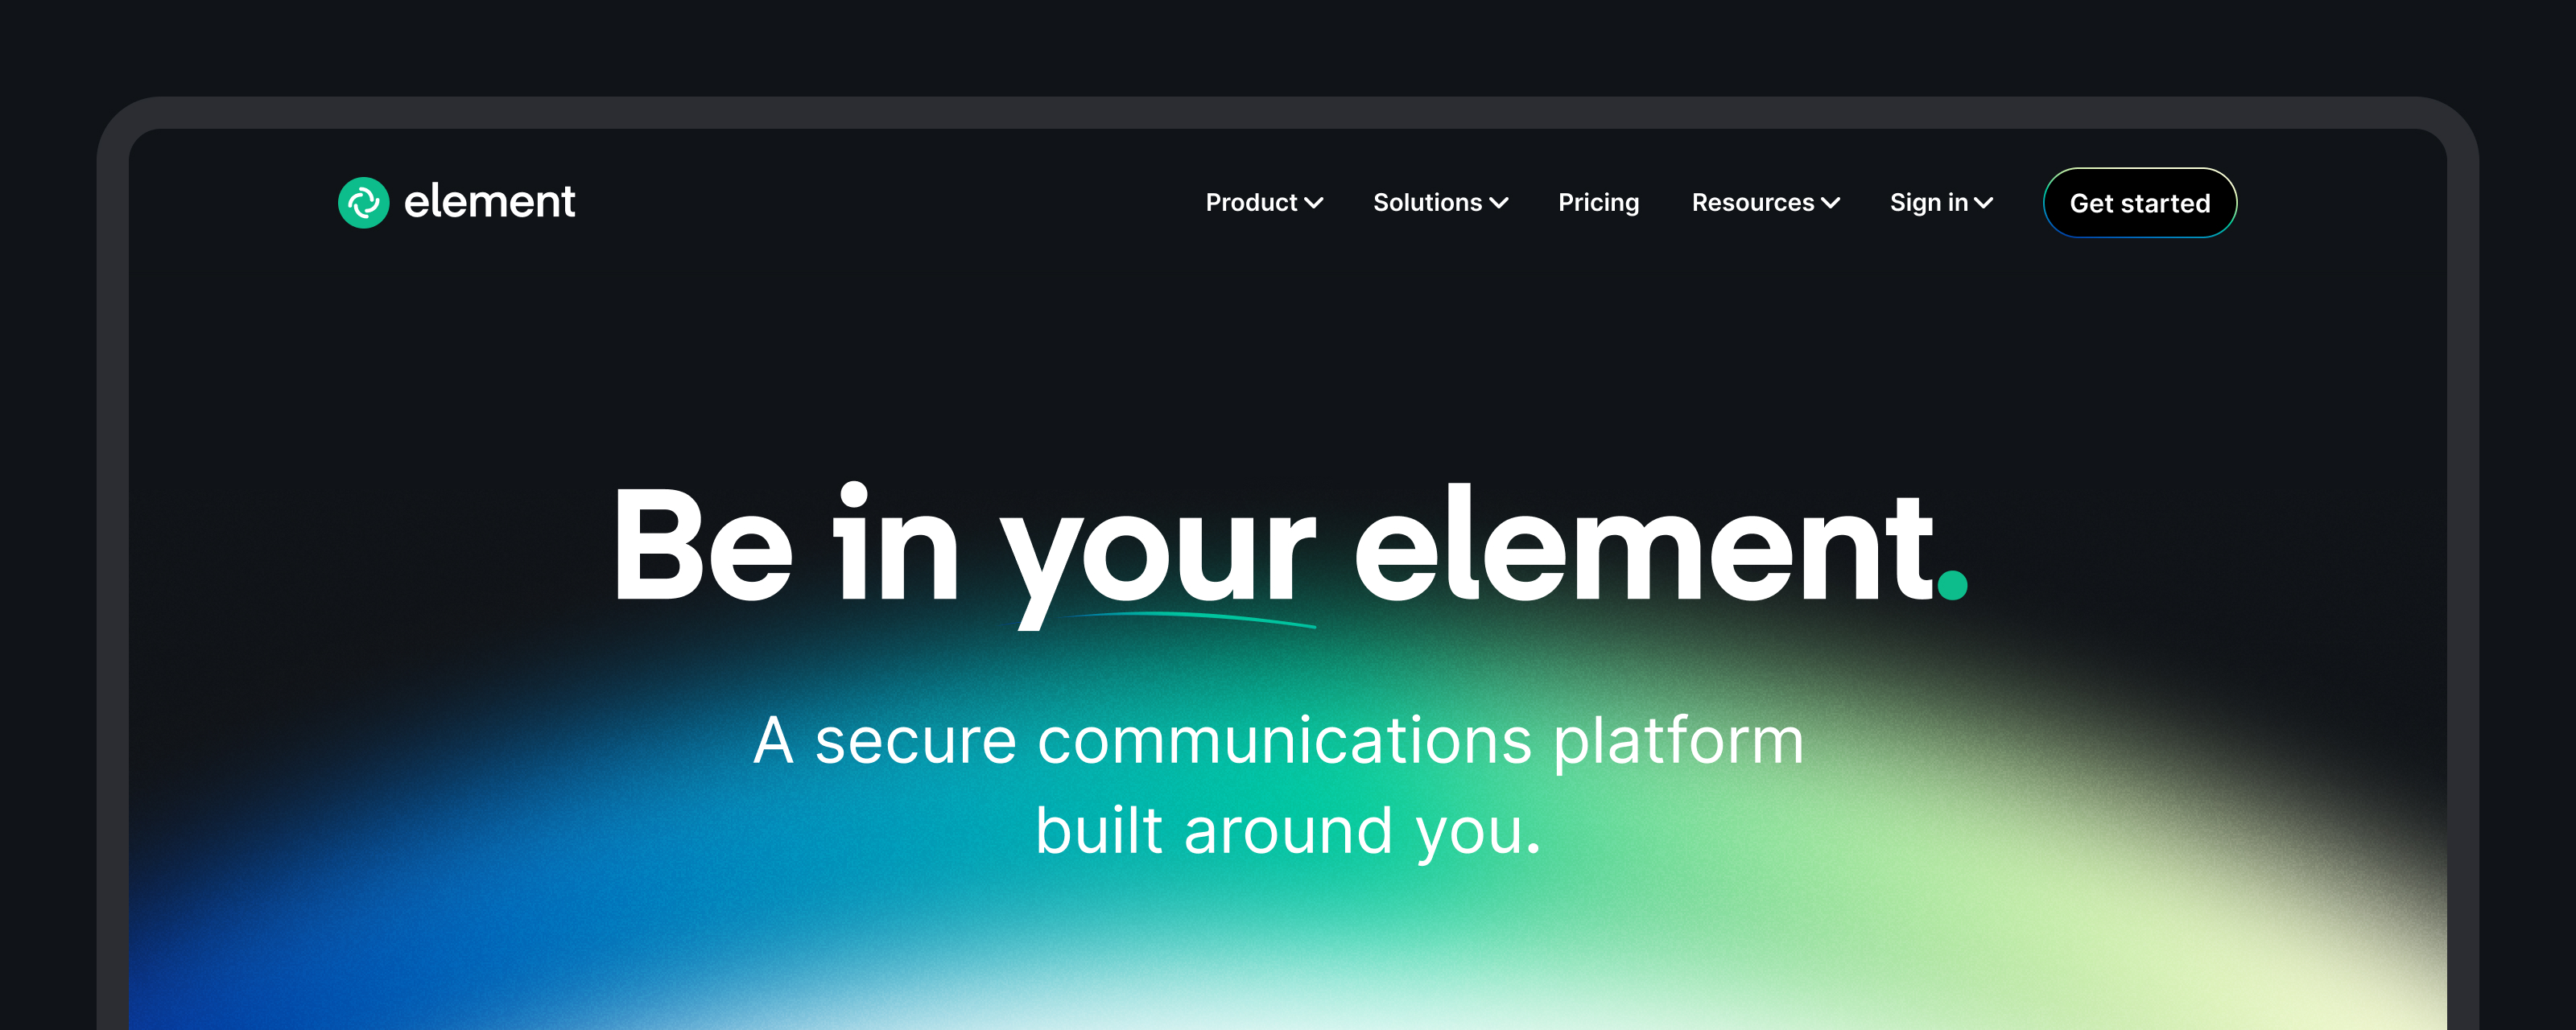 element
Product Solutions Pricing Resources Sign in Get started
Be in your element.
A secure communications platform
built around you.